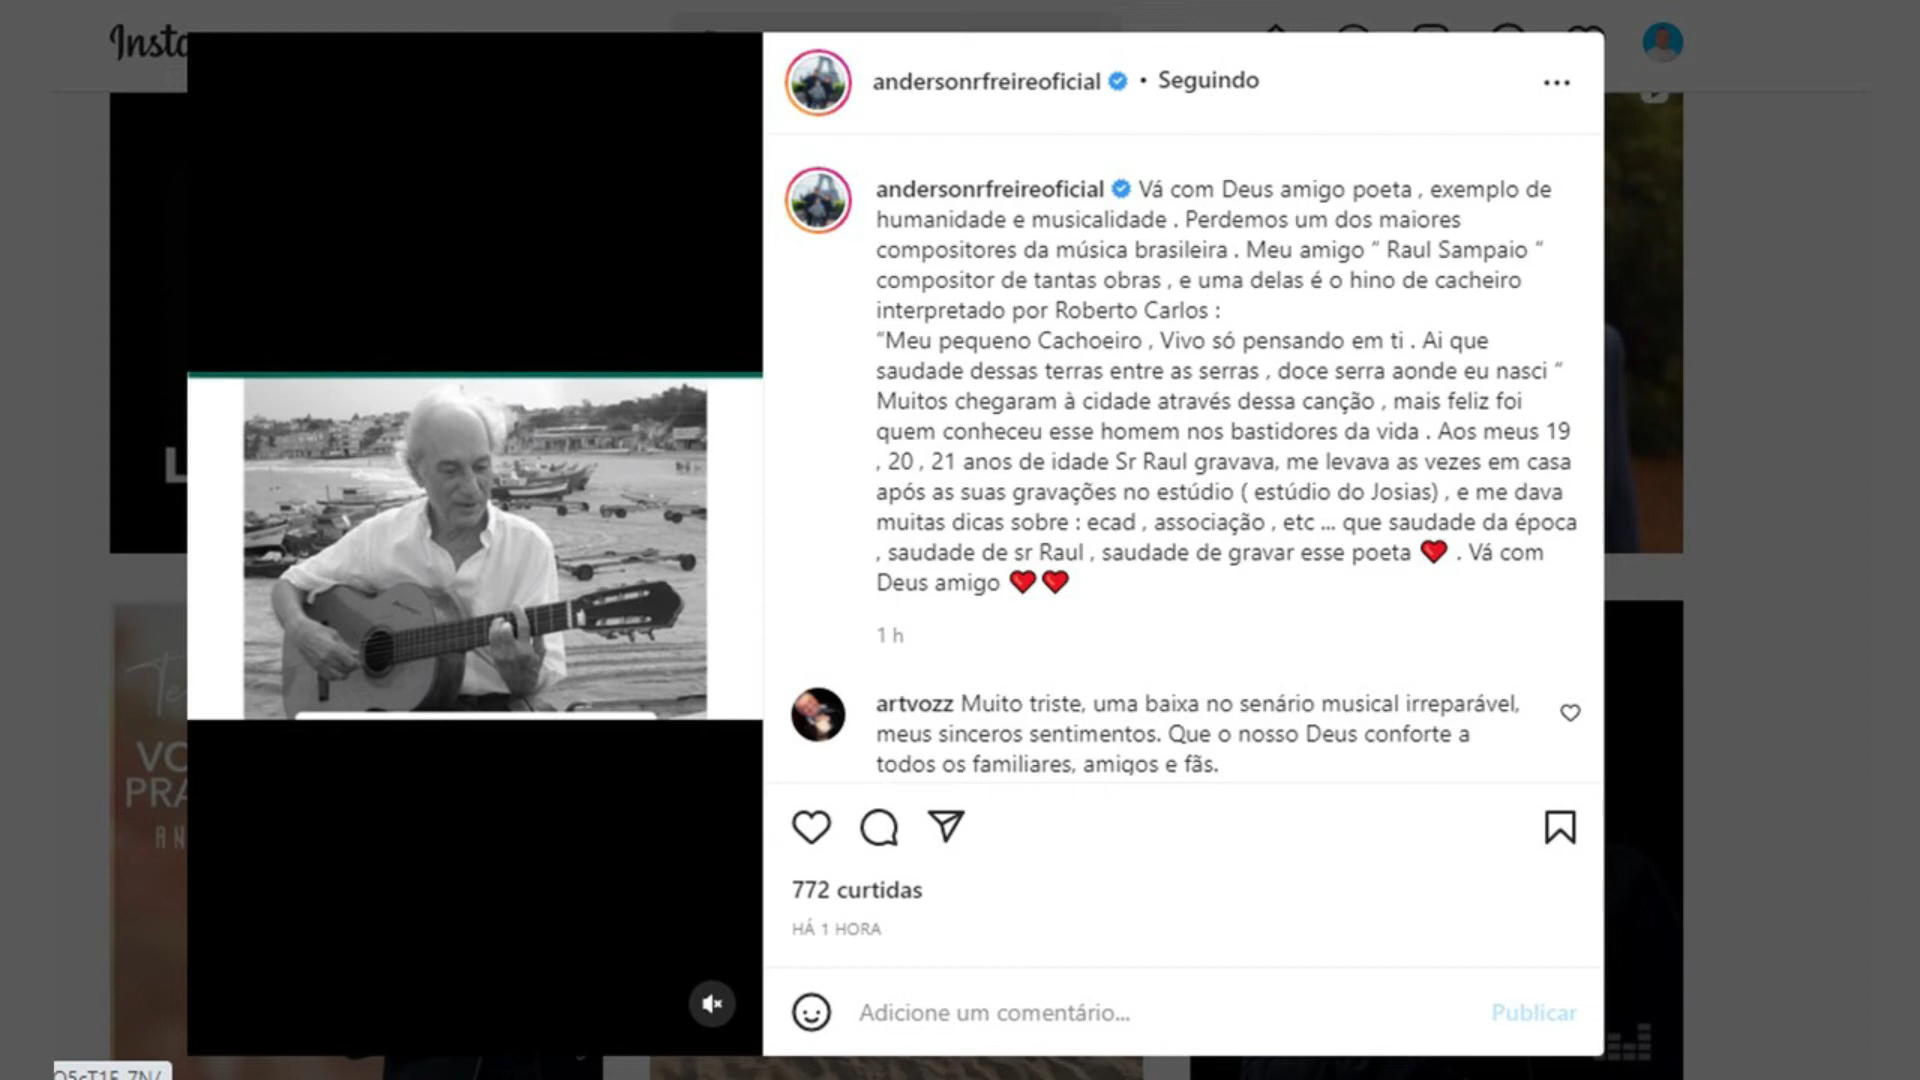 Insta
andersonrfreireoficial • Seguindo
andersonrfreireoficial Vá com Deus amigo poeta , exemplo de
humanidade e musicalidade . Perdemos um dos maiores
compositores da música brasileira . Meu amigo “ Raul Sampaio “
compositor de tantas obras , e uma delas é o hino de cacheiro
interpretado por Roberto Carlos :
“Meu pequeno Cachoeiro , Vivo só pensando em ti . Ai que
saudade dessas terras entre as serras , doce serra aonde eu nasci “
Muitos chegaram à cidade através dessa canção , mais feliz foi
quem conheceu esse homem nos bastidores da vida . Aos meus 19
, 20 , 21 anos de idade Sr Raul gravava, me levava as vezes em casa
após as suas gravações no estúdio ( estúdio do Josias) , e me dava
muitas dicas sobre : ecad , associação , etc ... que saudade da época
, saudade de sr Raul , saudade de gravar esse poeta ❤️ . Vá com
Deus amigo ❤️❤️
1 h
artvozz Muito triste, uma baixa no senário musical irreparável,
meus sinceros sentimentos. Que o nosso Deus conforte a
todos os familiares, amigos e fãs.
772 curtidas
HÁ 1 HORA
Adicione um comentário... Publicar
L
Te
VO
PRA
AN